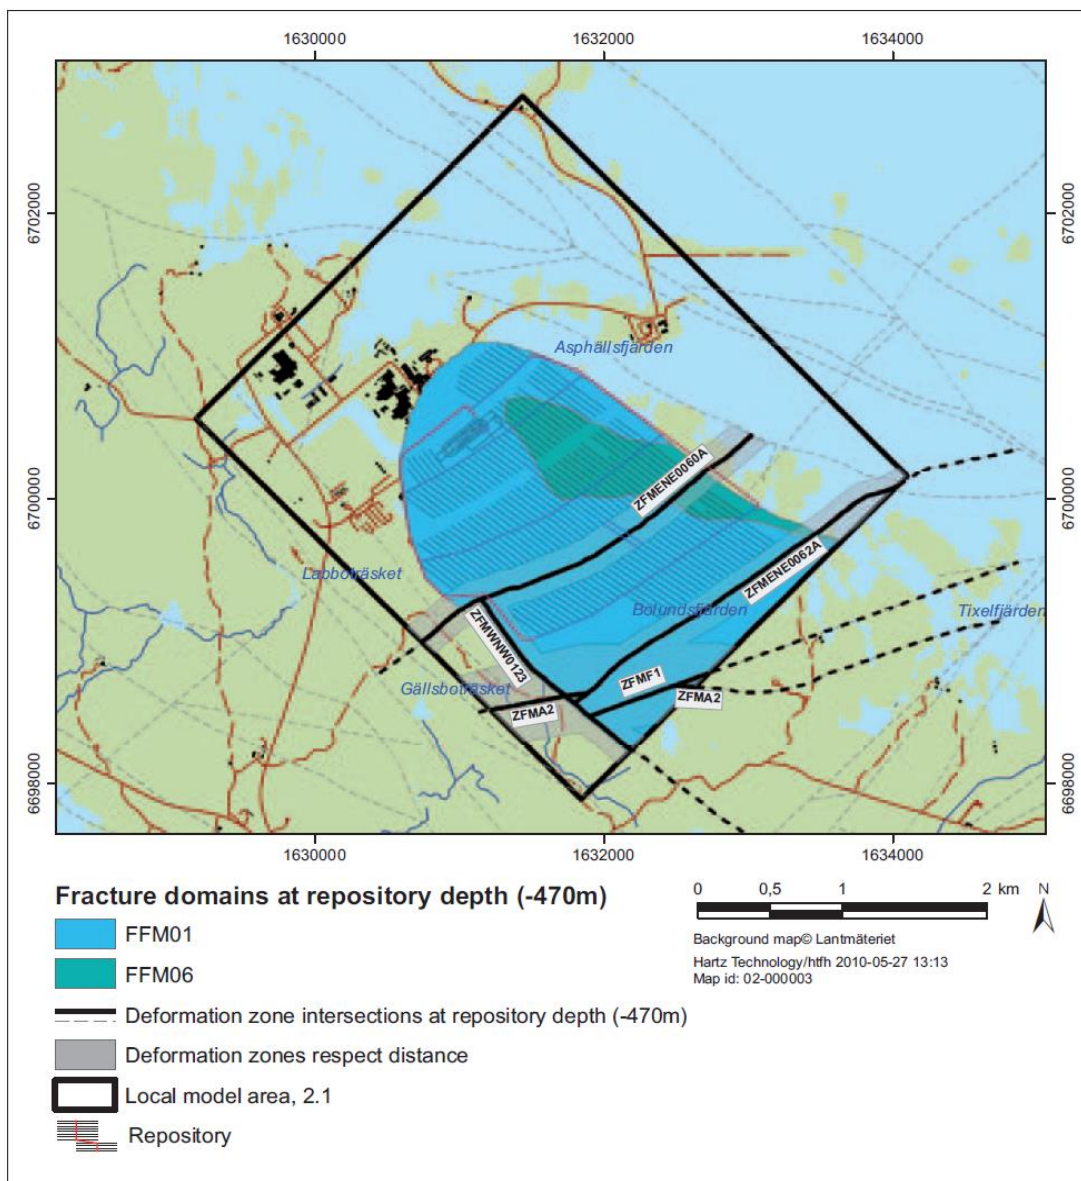 1630000 1632000 1634000
6702000 6702000
Asphällsfjärden
ZFMENE0060A
6700000 6700000
ZFMENE0062A
Labboträsket
Bolundsfjärden
Tixelfjärden
ZFMWNW0123
Gällsboträsket
ZFMF1
ZFMA2
ZFMA2
6698000 6698000
1630000 1632000 1634000
Fracture domains at repository depth (-470m)
FFM01
FFM06
Deformation zone intersections at repository depth (-470m)
Deformation zones respect distance
Local model area, 2.1
Repository
0 0,5 1 2 km
N
Background map© Lantmäteriet
Hartz Technology/htfh 2010-05-27 13:13
Map id: 02-000003